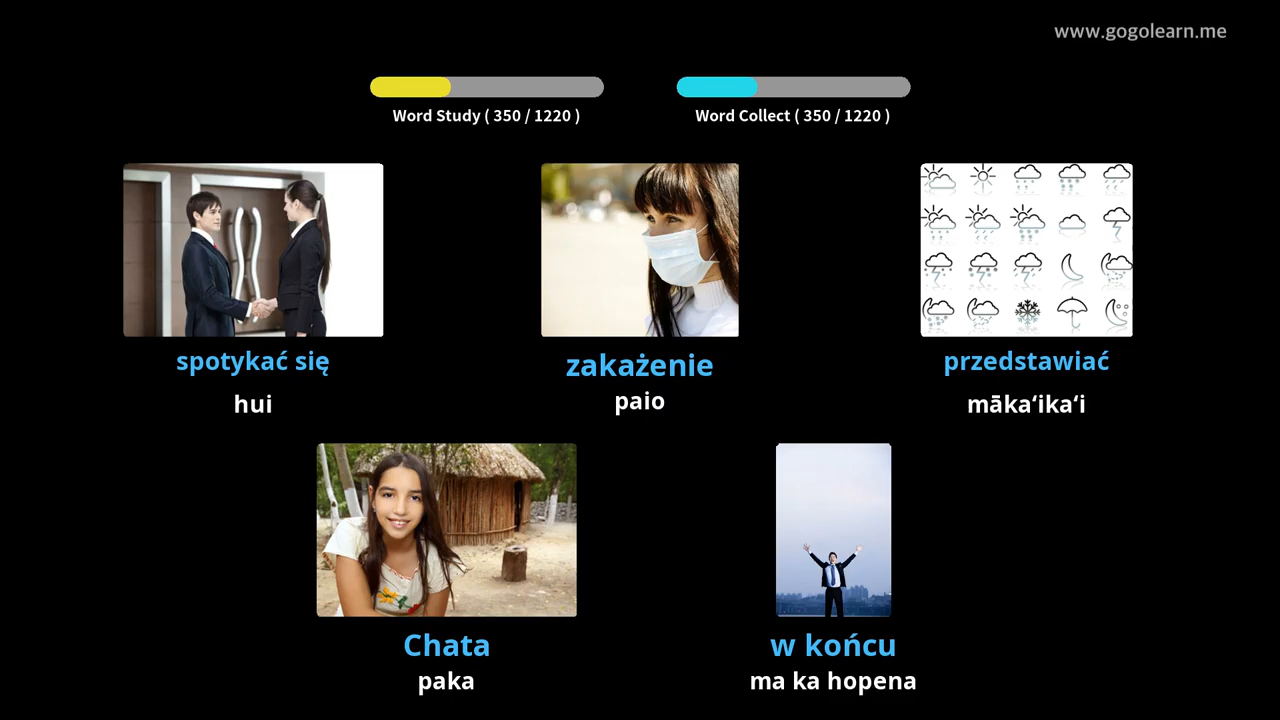 www.gogolearn.me
Word Study ( 350 / 1220 )
Word Collect ( 350 / 1220 )
spotykać się
hui
zakażenie
paio
przedstawiać
mākaʻikaʻi
Chata
paka
w końcu
ma ka hopena